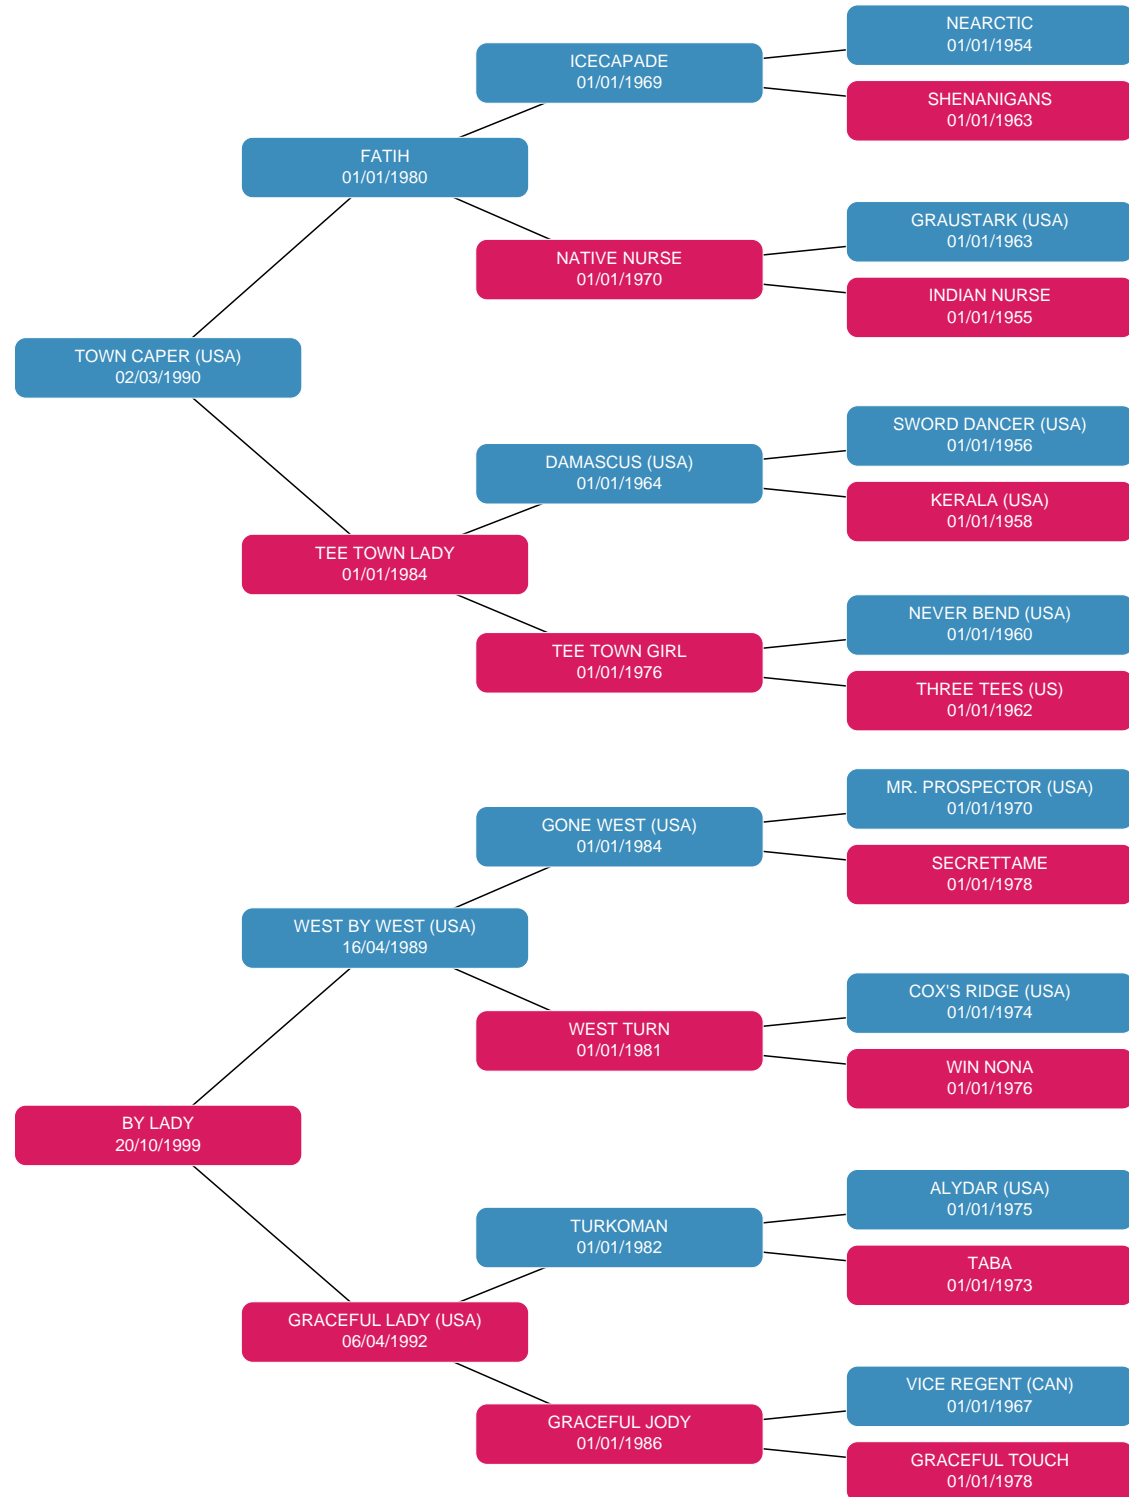 NEARCTIC
01/01/1954
ICECAPADE
01/01/1969
SHENANIGANS
01/01/1963
FATIH
01/01/1980
GRAUSTARK (USA)
01/01/1963
NATIVE NURSE
01/01/1970
INDIAN NURSE
01/01/1955
TOWN CAPER (USA)
02/03/1990
SWORD DANCER (USA)
01/01/1956
DAMASCUS (USA)
01/01/1964
KERALA (USA)
01/01/1958
TEE TOWN LADY
01/01/1984
NEVER BEND (USA)
01/01/1960
TEE TOWN GIRL
01/01/1976
THREE TEES (US)
01/01/1962
MR. PROSPECTOR (USA)
01/01/1970
GONE WEST (USA)
01/01/1984
SECRETTAME
01/01/1978
WEST BY WEST (USA)
16/04/1989
COX'S RIDGE (USA)
01/01/1974
WEST TURN
01/01/1981
WIN NONA
01/01/1976
BY LADY
20/10/1999
ALYDAR (USA)
01/01/1975
TURKOMAN
01/01/1982
TABA
01/01/1973
GRACEFUL LADY (USA)
06/04/1992
VICE REGENT (CAN)
01/01/1967
GRACEFUL JODY
01/01/1986
GRACEFUL TOUCH
01/01/1978